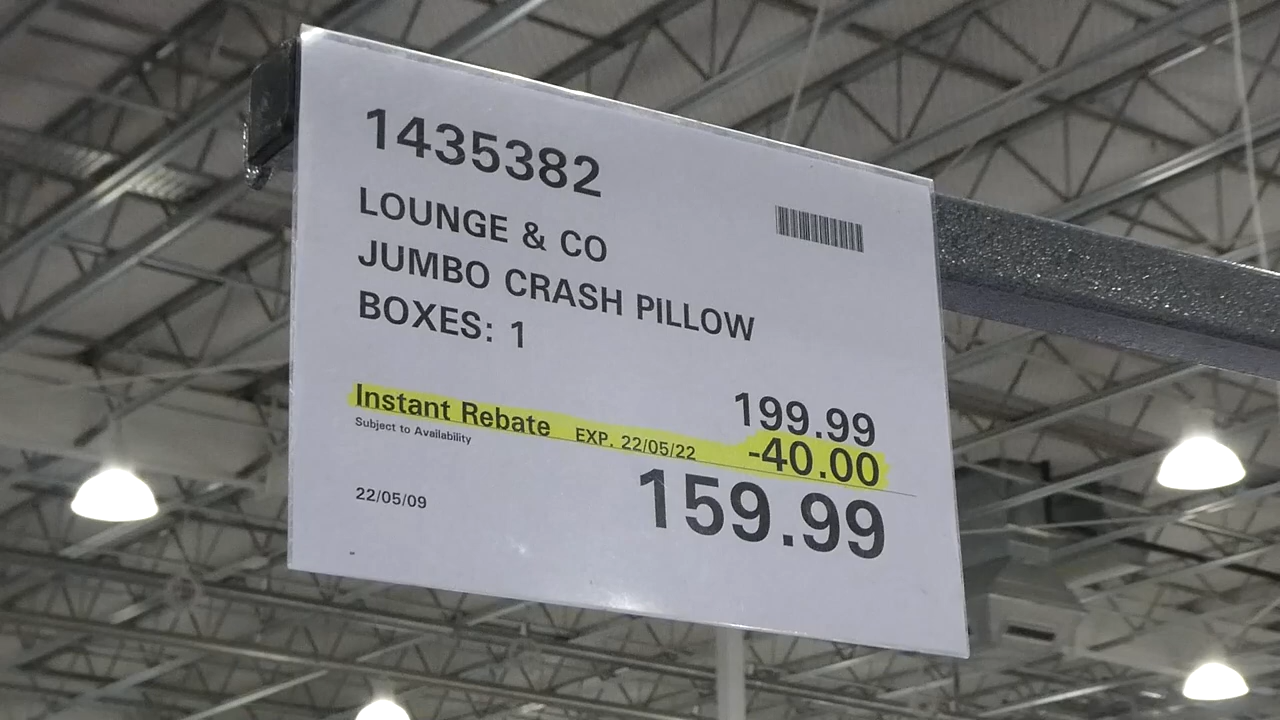 1435382
LOUNGE & CO
JUMBO CRASH PILLOW
BOXES: 1
199.99
Instant Rebate EXP. 22/05/22 -40.00
Subject to Availability
159.99
22/05/09